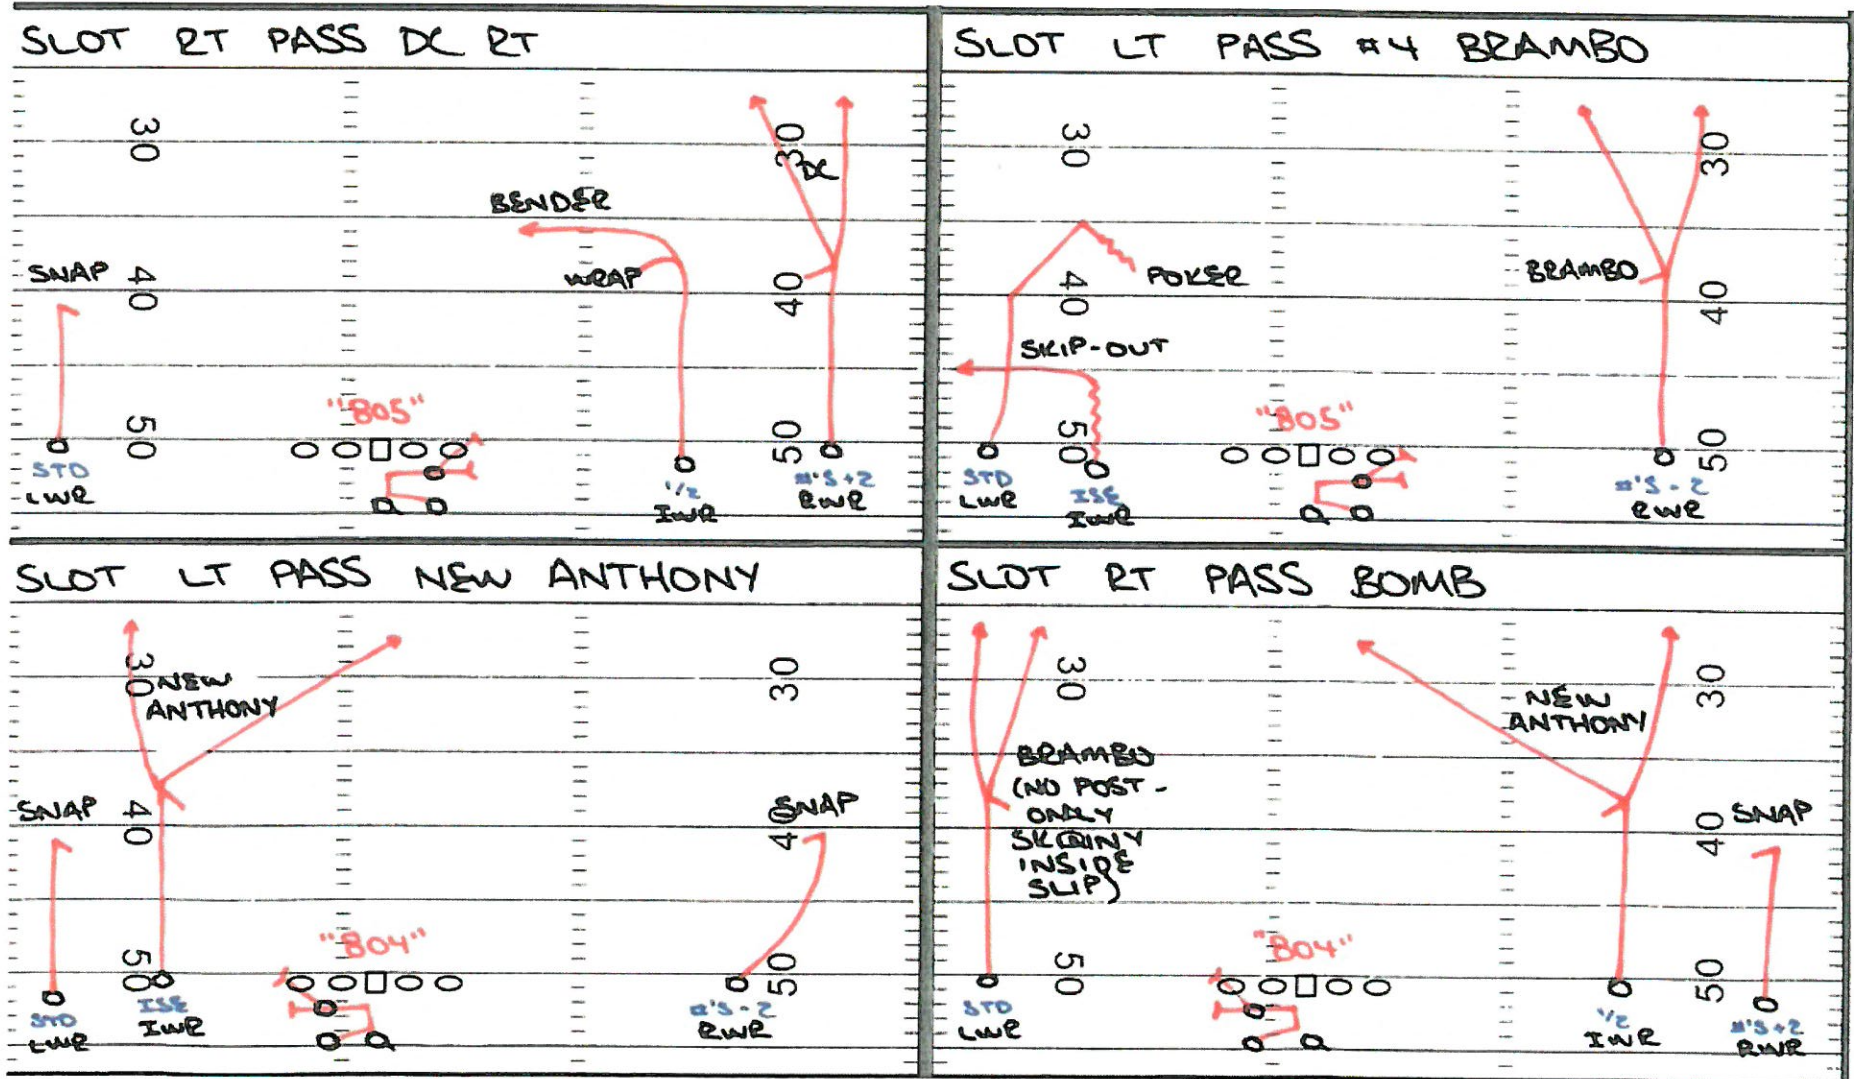 SLOT RT PASS DC RT
30
30
DC
BENDER
SNAP
40
WRAP
40
50
"805"
50
STD
LWR
1/2
IWR
#'S+2
RWR
SLOT LT PASS #4 BRAMBO
30
30
POKER
40
BRAMBO
40
SKIP-OUT
50
"805"
50
STD
LWR
ISE
IWR
#'S-2
RWR
SLOT LT PASS NEW ANTHONY
30
NEW
ANTHONY
30
SNAP
40
40
SNAP
50
"804"
50
STD
LWR
ISE
IWR
#'S-2
RWR
SLOT RT PASS BOMB
30
30
NEW
ANTHONY
BRAMBO
(NO POST -
ONLY
SKINNY
INSIDE
SLIP)
40
SNAP
50
"804"
50
STD
LWR
1/2
IWR
#'S+2
RWR